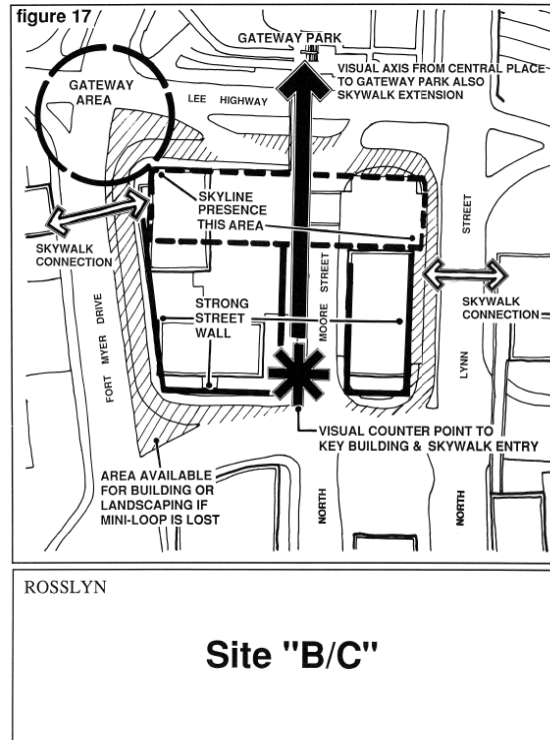 figure 17
GATEWAY PARK
VISUAL AXIS FROM CENTRAL PLACE
TO GATEWAY PARK ALSO
SKYWALK EXTENSION
GATEWAY
AREA
LEE HIGHWAY
SKYLINE
PRESENCE
THIS AREA
STREET
SKYWALK
CONNECTION
MOORE STREET
SKYWALK
CONNECTION
STRONG
STREET
WALL
FORT MYER DRIVE
LYNN
VISUAL COUNTER POINT TO
KEY BUILDING & SKYWALK ENTRY
AREA AVAILABLE
FOR BUILDING OR
LANDSCAPING IF
MINI-LOOP IS LOST
NORTH
NORTH
ROSSLYN
Site "B/C"